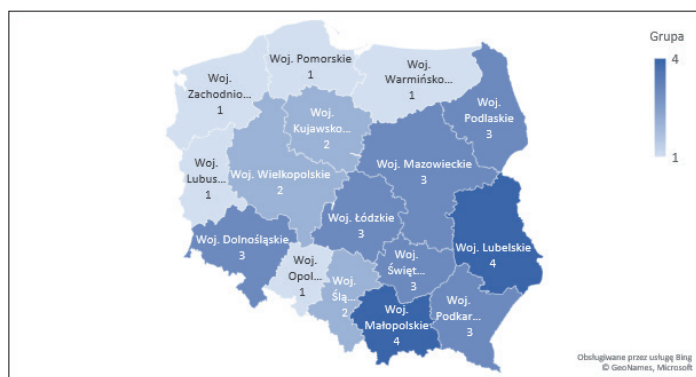 Grupa
4
1
Woj. Pomorskie
1
Woj.
Warmińsko...
1
Woj.
Zachodnio...
1
Woj.
Podlaskie
3
Woj.
Kujawsko...
2
Woj. Mazowieckie
3
Woj.
Lubus...
1
Woj. Wielkopolskie
2
Woj. Łódzkie
3
Woj. Dolnośląskie
3
Woj. Lubelskie
4
Woj.
Opol...
1
Woj.
Święt...
3
Woj.
Ślą...
2
Woj.
Małopolskie
4
Woj.
Podkar...
3
Obsługiwane przez usługę Bing
© GeoNames, Microsoft